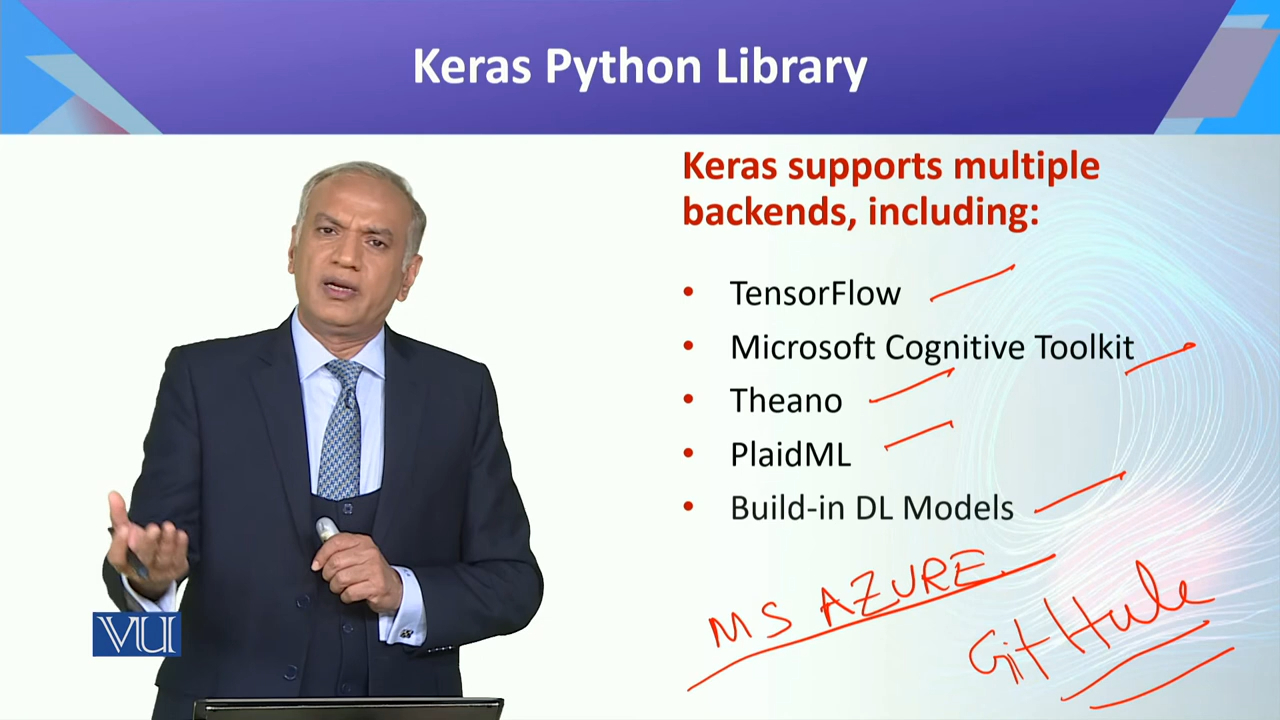 Keras Python Library
Keras supports multiple
backends, including:
• TensorFlow
• Microsoft Cognitive Toolkit
• Theano
• PlaidML
• Build-in DL Models
MS AZURE
GitHub
VU